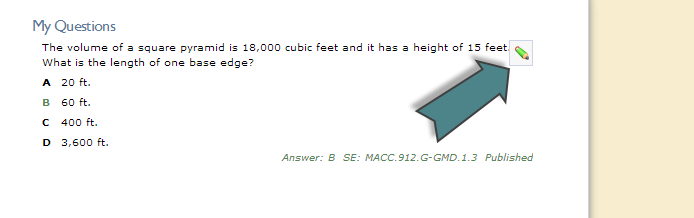 My Questions
The volume of a square pyramid is 18,000 cubic feet and it has a height of 15 feet.
What is the length of one base edge?
A 20 ft.
B 60 ft.
C 400 ft.
D 3,600 ft.
Answer: B SE: MACC.912.G-GMD.1.3 Published